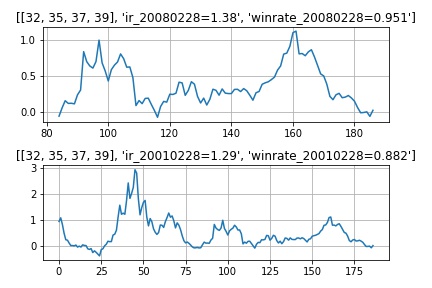 [[32, 35, 37, 39], 'ir_20080228=1.38', 'winrate_20080228=0.951']
1.0
0.5
0.0
80 100 120 140 160 180
[[32, 35, 37, 39], 'ir_20010228=1.29', 'winrate_20010228=0.882']
3
2
1
0
0 25 50 75 100 125 150 175